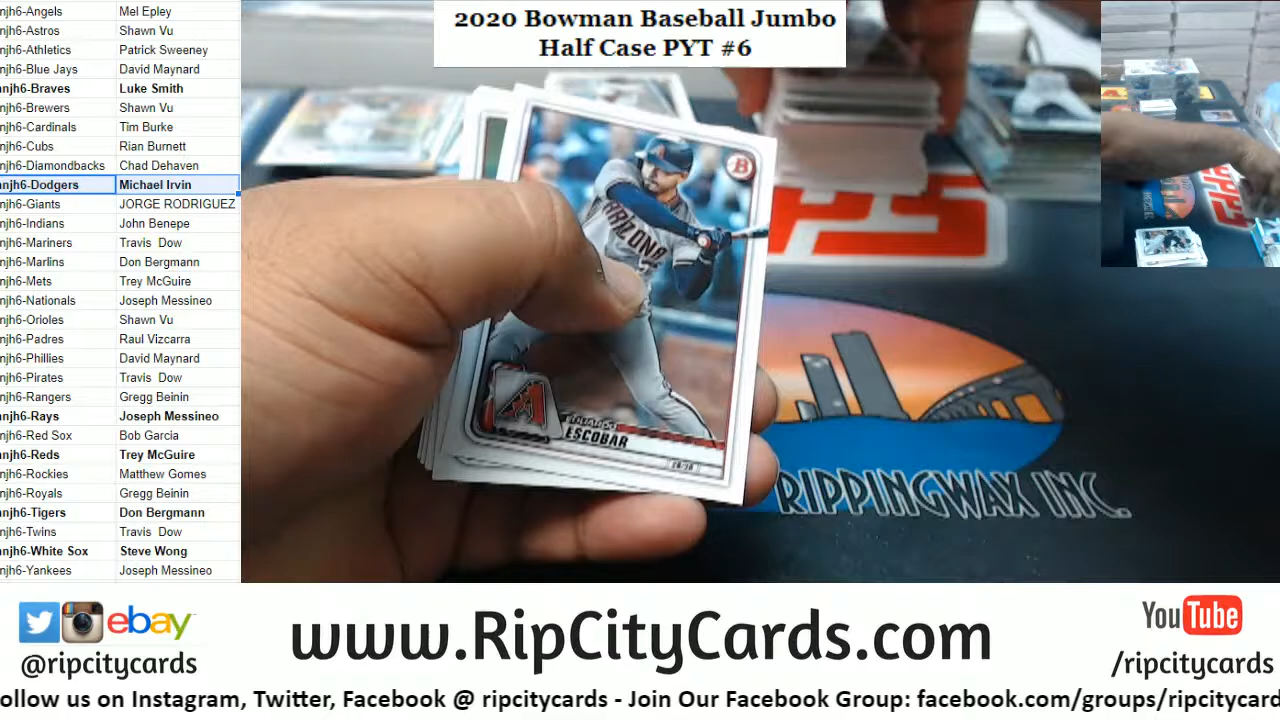 njh6-Angels Mel Epley
njh6-Astros Shawn Vu
njh6-Athletics Patrick Sweeney
njh6-Blue Jays David Maynard
njh6-Braves Luke Smith
njh6-Brewers Shawn Vu
njh6-Cardinals Tim Burke
njh6-Cubs Rian Burnett
njh6-Diamondbacks Chad Dehaven
njh6-Dodgers Michael Irvin
njh6-Giants JORGE RODRIGUEZ
njh6-Indians John Benepe
njh6-Mariners Travis Dow
njh6-Marlins Don Bergmann
njh6-Mets Trey McGuire
njh6-Nationals Joseph Messineo
njh6-Orioles Shawn Vu
njh6-Padres Raul Vizcarra
njh6-Phillies David Maynard
njh6-Pirates Travis Dow
njh6-Rangers Gregg Beinin
njh6-Rays Joseph Messineo
njh6-Red Sox Bob Garcia
njh6-Reds Trey McGuire
njh6-Rockies Matthew Gomes
njh6-Royals Gregg Beinin
njh6-Tigers Don Bergmann
njh6-Twins Travis Dow
njh6-White Sox Steve Wong
njh6-Yankees Joseph Messineo
2020 Bowman Baseball Jumbo
Half Case PYT #6
B
ARIZONA
A
ESCOBAR
RIPPINGWAX INC.
ebay
@ripcitycards
www.RipCityCards.com
YouTube
/ripcitycards
ollow us on Instagram, Twitter, Facebook @ ripcitycards - Join Our Facebook Group: facebook.com/groups/ripcitycard